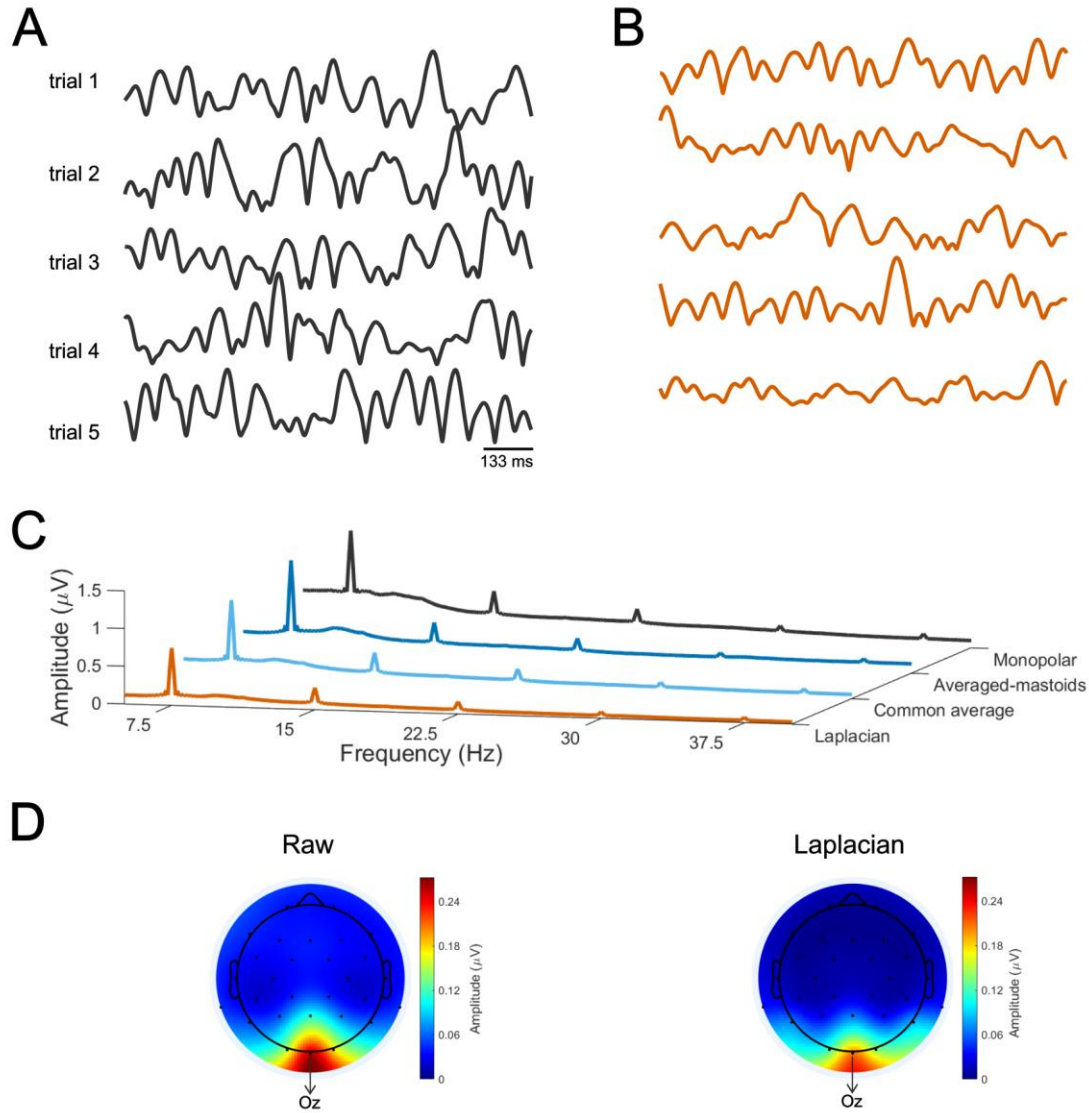 A
B
trial 1
trial 2
trial 3
trial 4
trial 5
133 ms
C
Amplitude (μV)
1.5
1
0.5
0
7.5
15
22.5
30
37.5
Frequency (Hz)
Monopolar
Averaged-mastoids
Common average
Laplacian
D
Raw
0.24
0.18
0.12
0.06
0
Amplitude (μV)
Oz
Laplacian
0.24
0.18
0.12
0.06
0
Amplitude (μV)
Oz